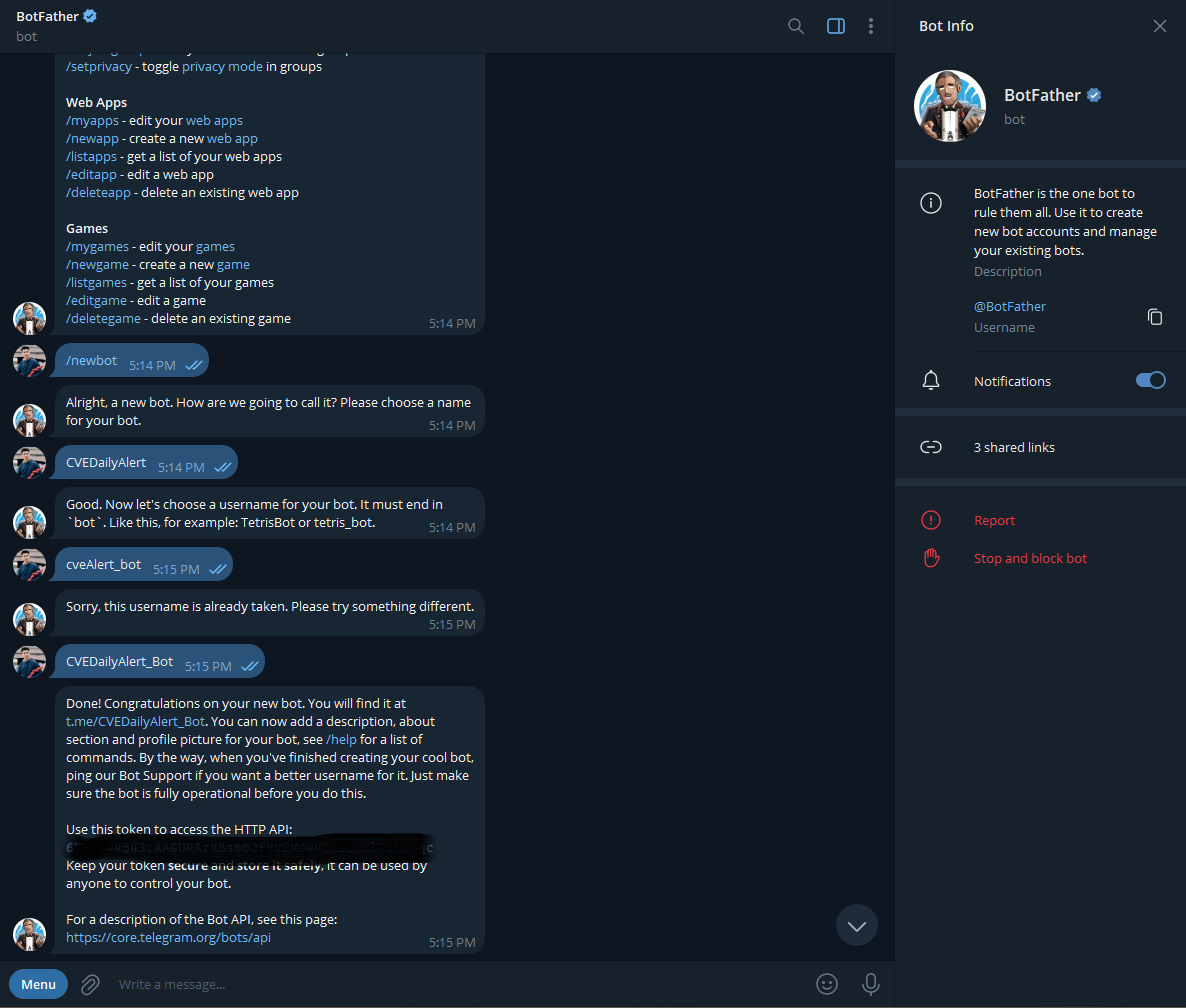 BotFather
bot
/setprivacy - toggle privacy mode in groups
Web Apps
/myapps - edit your web apps
/newapp - create a new web app
/listapps - get a list of your web apps
/editapp - edit a web app
/deleteapp - delete an existing web app
Games
/mygames - edit your games
/newgame - create a new game
/listgames - get a list of your games
/editgame - edit a game
/deletegame - delete an existing game
5:14 PM
/newbot 5:14 PM
Alright, a new bot. How are we going to call it? Please choose a name
for your bot.
5:14 PM
CVEDailyAlert 5:14 PM
Good. Now let's choose a username for your bot. It must end in
`bot`. Like this, for example: TetrisBot or tetris_bot.
5:14 PM
cveAlert_bot 5:15 PM
Sorry, this username is already taken. Please try something different.
5:15 PM
CVEDailyAlert_Bot 5:15 PM
Done! Congratulations on your new bot. You will find it at
t.me/CVEDailyAlert_Bot. You can now add a description, about
section and profile picture for your bot, see /help for a list of
commands. By the way, when you've finished creating your cool bot,
ping our Bot Support if you want a better username for it. Just make
sure the bot is fully operational before you do this.
Use this token to access the HTTP API:
Keep your token secure and store it safely, it can be used by
anyone to control your bot.
For a description of the Bot API, see this page:
https://core.telegram.org/bots/api
5:15 PM
Menu
Write a message...
Bot Info
BotFather
bot
BotFather is the one bot to
rule them all. Use it to create
new bot accounts and manage
your existing bots.
Description
@BotFather
Username
Notifications
3 shared links
Report
Stop and block bot